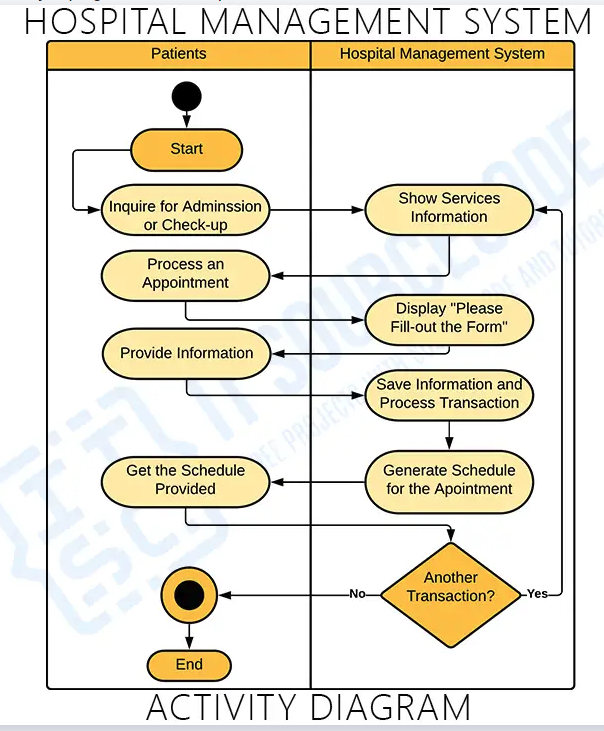 HOSPITAL MANAGEMENT SYSTEM
Patients
Hospital Management System
Start
Inquire for Adminssion
or Check-up
Show Services
Information
Process an
Appointment
Display "Please
Fill-out the Form"
Provide Information
Save Information and
Process Transaction
Get the Schedule
Provided
Generate Schedule
for the Apointment
Another
Transaction?
No
Yes
End
ACTIVITY DIAGRAM
IT SOURCECODE